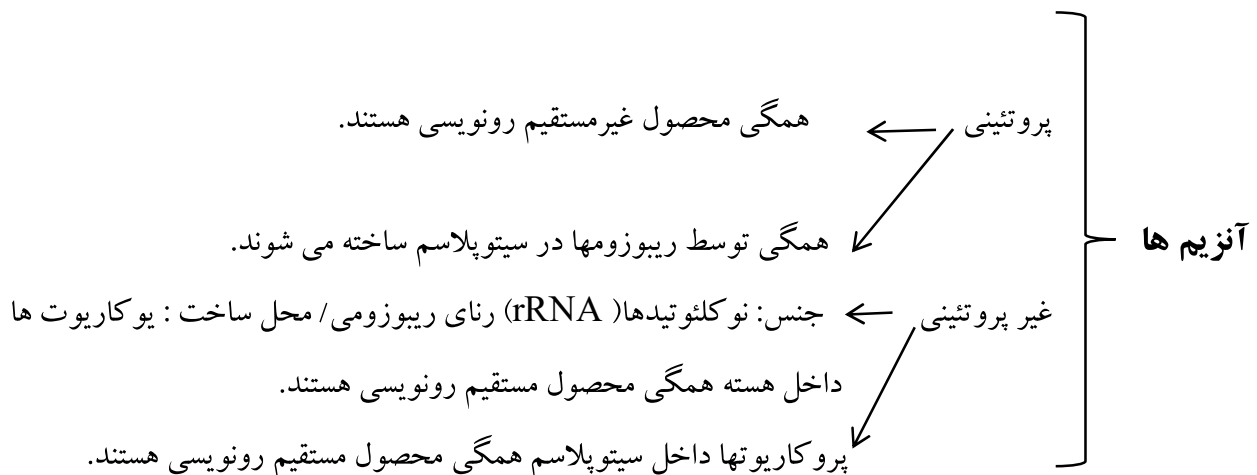 پروتئینی همگی محصول غیرمستقیم رونویسی هستند.
آنزیم ها همگی توسط ریبوزومها در سیتوپلاسم ساخته می شوند.
غیر پروتئینی جنس: نوکلئوتیدها( rRNA) رنای ریبوزومی/ محل ساخت : یوکاریوت ها
داخل هسته همگی محصول مستقیم رونویسی هستند.
پروکاریوتها داخل سیتوپلاسم همگی محصول مستقیم رونویسی هستند.